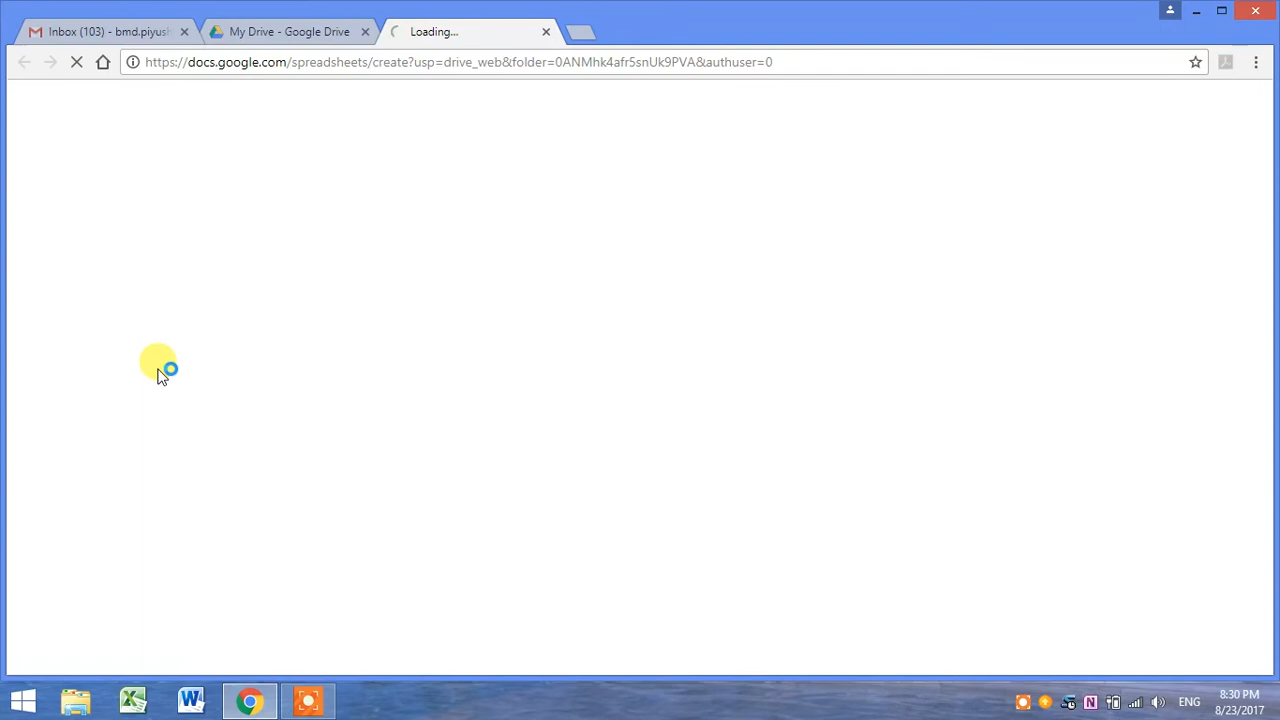 Inbox (103) - bmd.piyush
My Drive - Google Drive
Loading...
https://docs.google.com/spreadsheets/create?usp=drive_web&folder=0ANMhk4afr5snUk9PVA&authuser=0
ENG
8:30 PM
8/23/2017